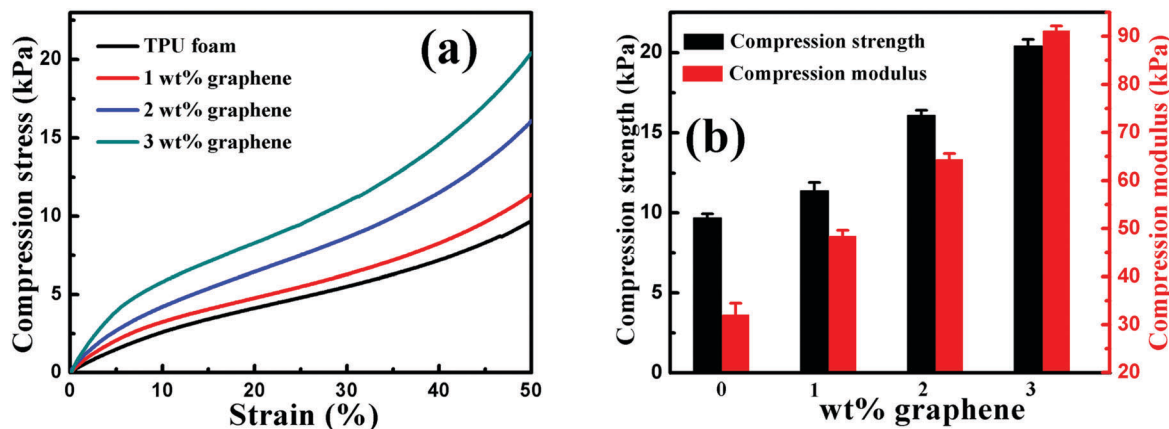 (a)
TPU foam
1 wt% graphene
2 wt% graphene
3 wt% graphene
Compression stress (kPa)
20
15
10
5
0
0 10 20 30 40 50
Strain (%)
(b)
Compression strength
Compression modulus
Compression strength (kPa)
20
15
10
5
0
0 1 2 3
wt% graphene
90
80
70
60
50
40
30
20
Compression modulus (kPa)